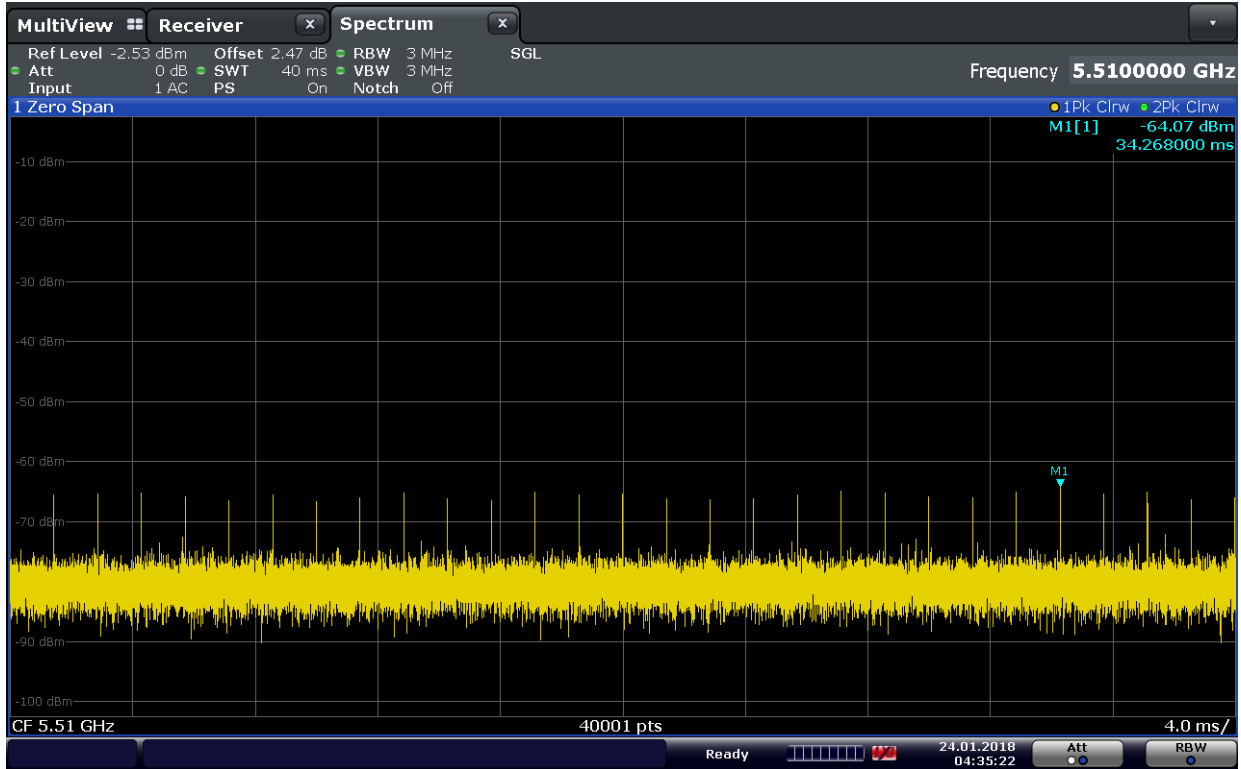 MultiView Receiver X Spectrum X
Ref Level -2.53 dBm Offset 2.47 dB RBW 3 MHz SGL
Att 0 dB SWT 40 ms VBW 3 MHz Frequency 5.5100000 GHz
Input 1 AC PS On Notch Off
1 Zero Span 1Pk Clrw 2Pk Clrw
M1[1] -64.07 dBm
34.268000 ms
-10 dBm
-20 dBm
-30 dBm
-40 dBm
-50 dBm
-60 dBm
M1
-70 dBm
-90 dBm
-100 dBm
CF 5.51 GHz 40001 pts 4.0 ms/
Ready 24.01.2018 Att RBW
04:35:22